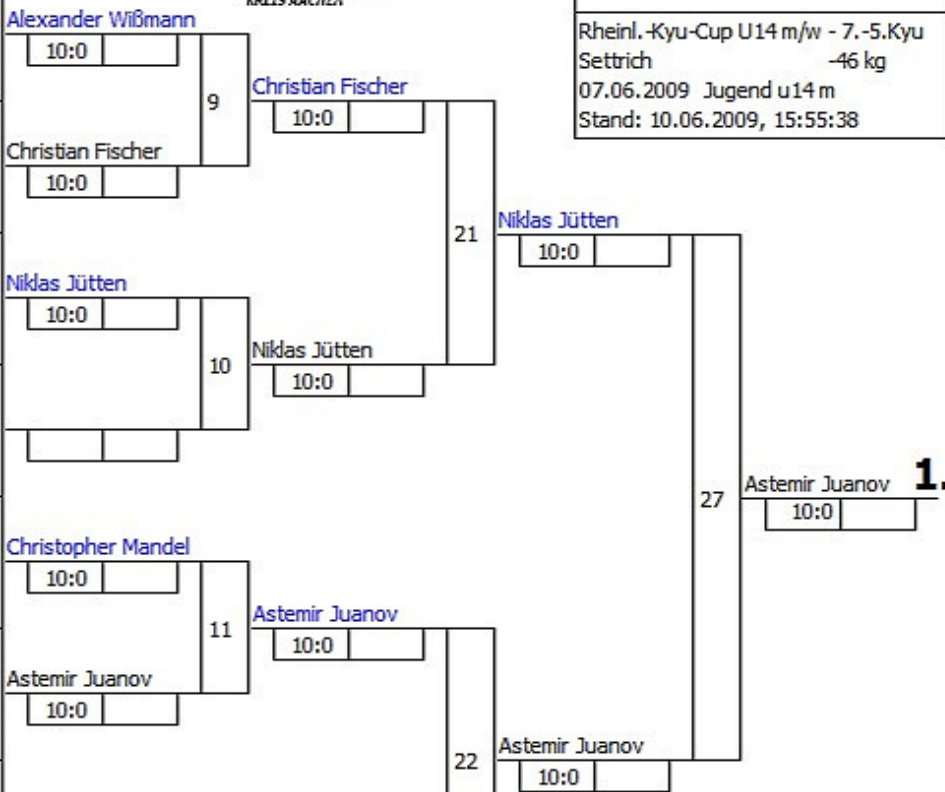 KREIS AACHEN
Rheinl.-Kyu-Cup U14 m/w - 7.-5.Kyu
Settrich -46 kg
07.06.2009 Jugend u14 m
Stand: 10.06.2009, 15:55:38
Alexander Wißmann
10:0
9
Christian Fischer
10:0
Christian Fischer
10:0
21
Niklas Jütten
10:0
Niklas Jütten
10:0
10
Niklas Jütten
10:0
27
Astemir Juanov 1.
10:0
Christopher Mandel
10:0
11
Astemir Juanov
10:0
Astemir Juanov
10:0
22
Astemir Juanov
10:0